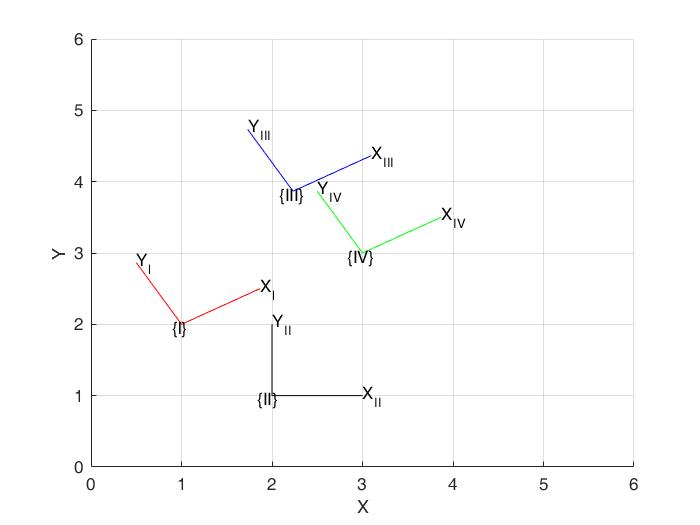 6
5
4
3
2
1
0
Y
Y_III
X_III
{III}
Y_IV
X_IV
{IV}
Y_I
X_I
{I}
Y_II
X_II
{II}
0 1 2 3 4 5 6
X